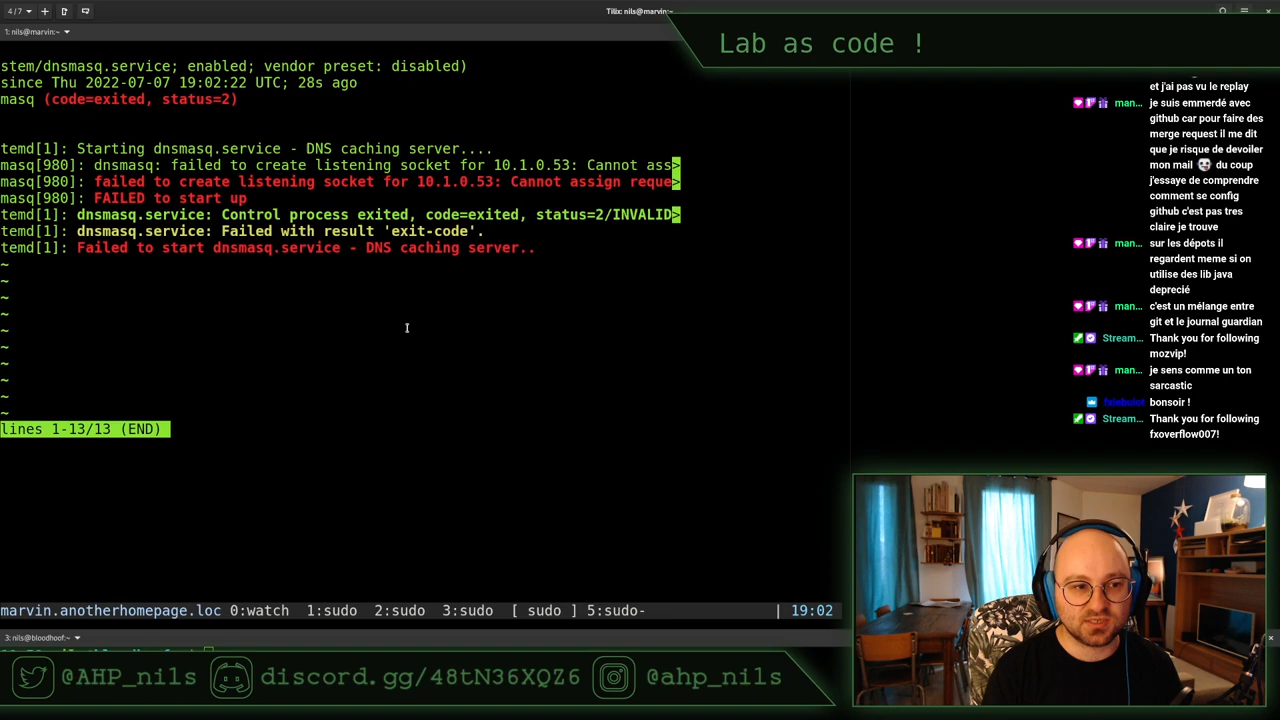 4 / 7
Tilix: nils@marvin:~
1: nils@marvin:~
Lab as code !
stem/dnsmasq.service; enabled; vendor preset: disabled)
since Thu 2022-07-07 19:02:22 UTC; 28s ago
masq (code=exited, status=2)
temd[1]: Starting dnsmasq.service - DNS caching server....
masq[980]: dnsmasq: failed to create listening socket for 10.1.0.53: Cannot ass>
masq[980]: failed to create listening socket for 10.1.0.53: Cannot assign reque>
masq[980]: FAILED to start up
temd[1]: dnsmasq.service: Control process exited, code=exited, status=2/INVALID>
temd[1]: dnsmasq.service: Failed with result 'exit-code'.
temd[1]: Failed to start dnsmasq.service - DNS caching server..
~
~
~
~
~
~
~
~
~
~
lines 1-13/13 (END)
marvin.anotherhomepage.loc 0:watch 1:sudo 2:sudo 3:sudo [ sudo ] 5:sudo- | 19:02
3: nils@bloodhoof:~
et j'ai pas vu le replay
man... je suis emmerdé avec
github car pour faire des
merge request il me dit
que je risque de devoiler
mon mail 💀 du coup
j'essaye de comprendre
comment se config
github c'est pas tres
claire je trouve
man... sur les dépots il
regardent meme si on
utilise des lib java
deprecié
man... c'est un mélange entre
git et le journal guardian
Stream... Thank you for following
mozvip!
man... je sens comme un ton
sarcastic
bonsoir !
Stream... Thank you for following
fxoverflow007!
@AHP_nils discord.gg/48tN36XQZ6 @ahp_nils